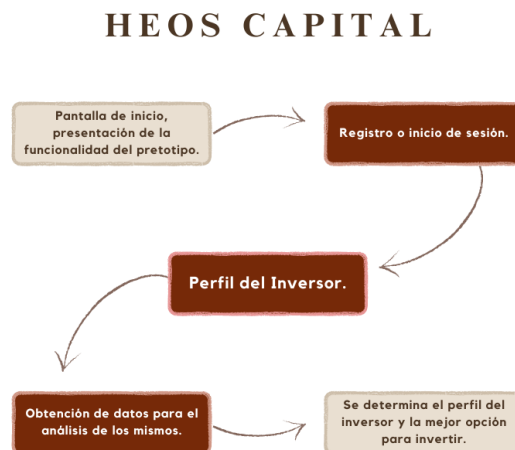 HEOS CAPITAL
Pantalla de inicio,
presentación de la
funcionalidad del pretotipo.
Registro o inicio de sesión.
Perfil del Inversor.
Obtención de datos para el
análisis de los mismos.
Se determina el perfil del
inversor y la mejor opción
para invertir.